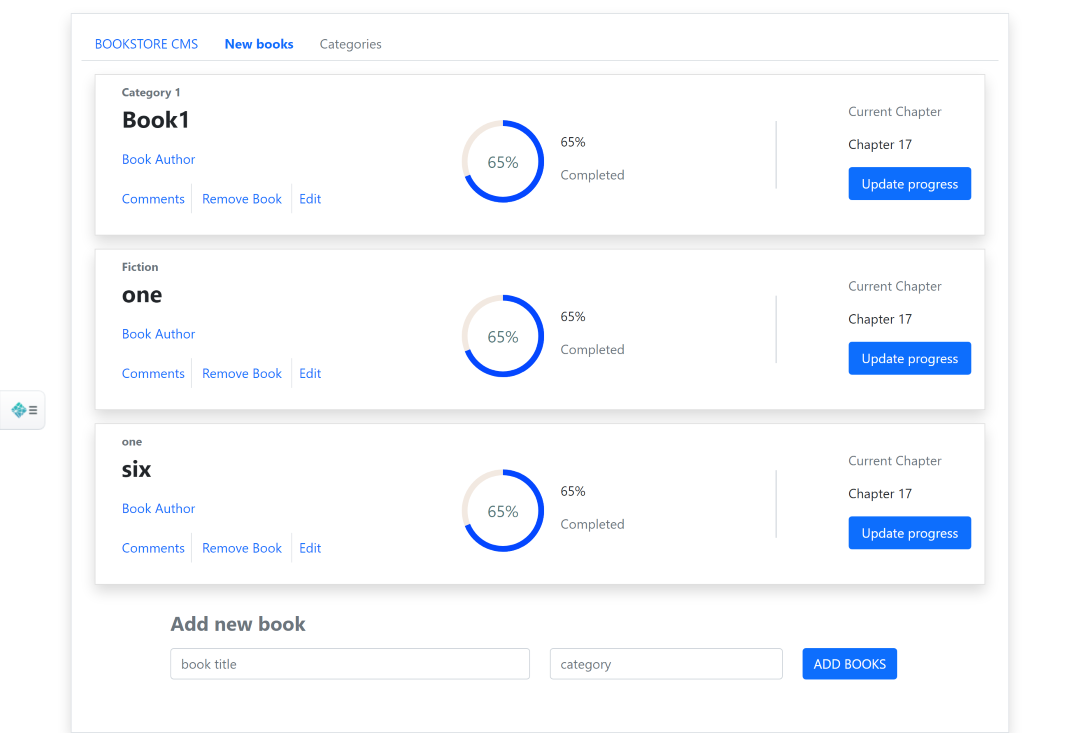 BOOKSTORE CMS New books Categories
Category 1
Book1
Book Author
Comments Remove Book Edit
65%
65%
Completed
Current Chapter
Chapter 17
Update progress
Fiction
one
Book Author
Comments Remove Book Edit
65%
65%
Completed
Current Chapter
Chapter 17
Update progress
one
six
Book Author
Comments Remove Book Edit
65%
65%
Completed
Current Chapter
Chapter 17
Update progress
Add new book
book title category ADD BOOKS